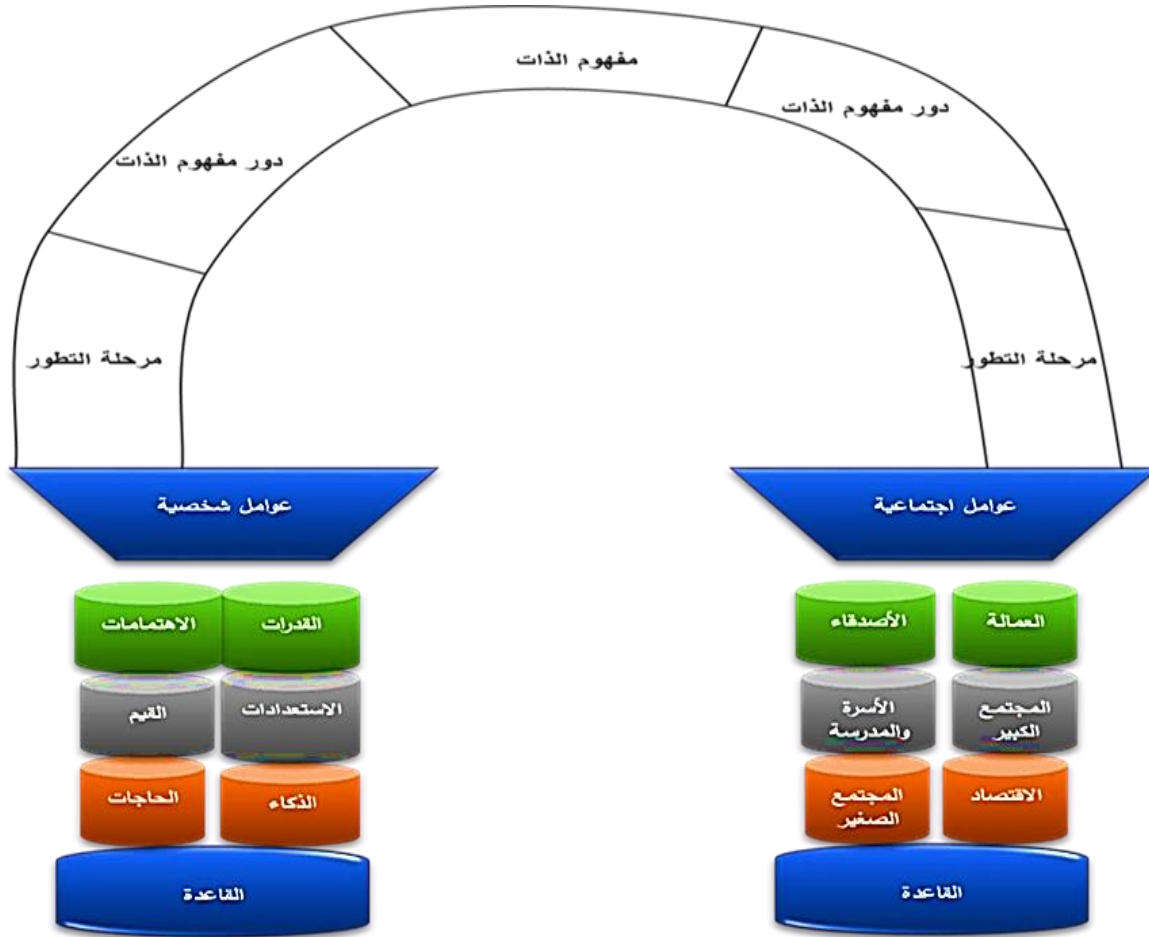 مفهوم الذات
دور مفهوم الذات
دور مفهوم الذات
مرحلة التطور
مرحلة التطور
عوامل اجتماعية
عوامل شخصية
العمالة
الأصدقاء
القدرات
الاهتمامات
المجتمع
الكبير
الأسرة
والمدرسة
الاستعدادات
القيم
الاقتصاد
المجتمع
الصغير
الذكاء
الحاجات
القاعدة
القاعدة